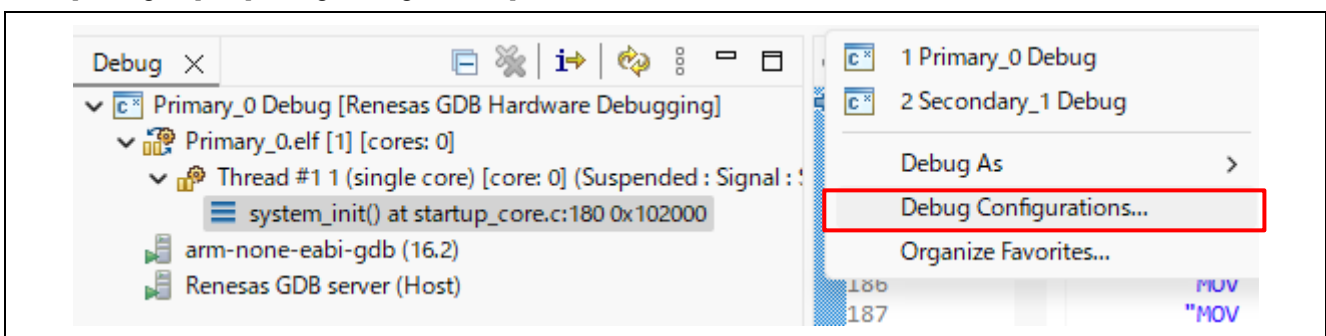 Debug
Primary_0 Debug [Renesas GDB Hardware Debugging]
Primary_0.elf [1] [cores: 0]
Thread #1 1 (single core) [core: 0] (Suspended : Signal :
system_init() at startup_core.c:180 0x102000
arm-none-eabi-gdb (16.2)
Renesas GDB server (Host)
1 Primary_0 Debug
2 Secondary_1 Debug
Debug As
Debug Configurations...
Organize Favorites...
186 MOV
187 "MOV